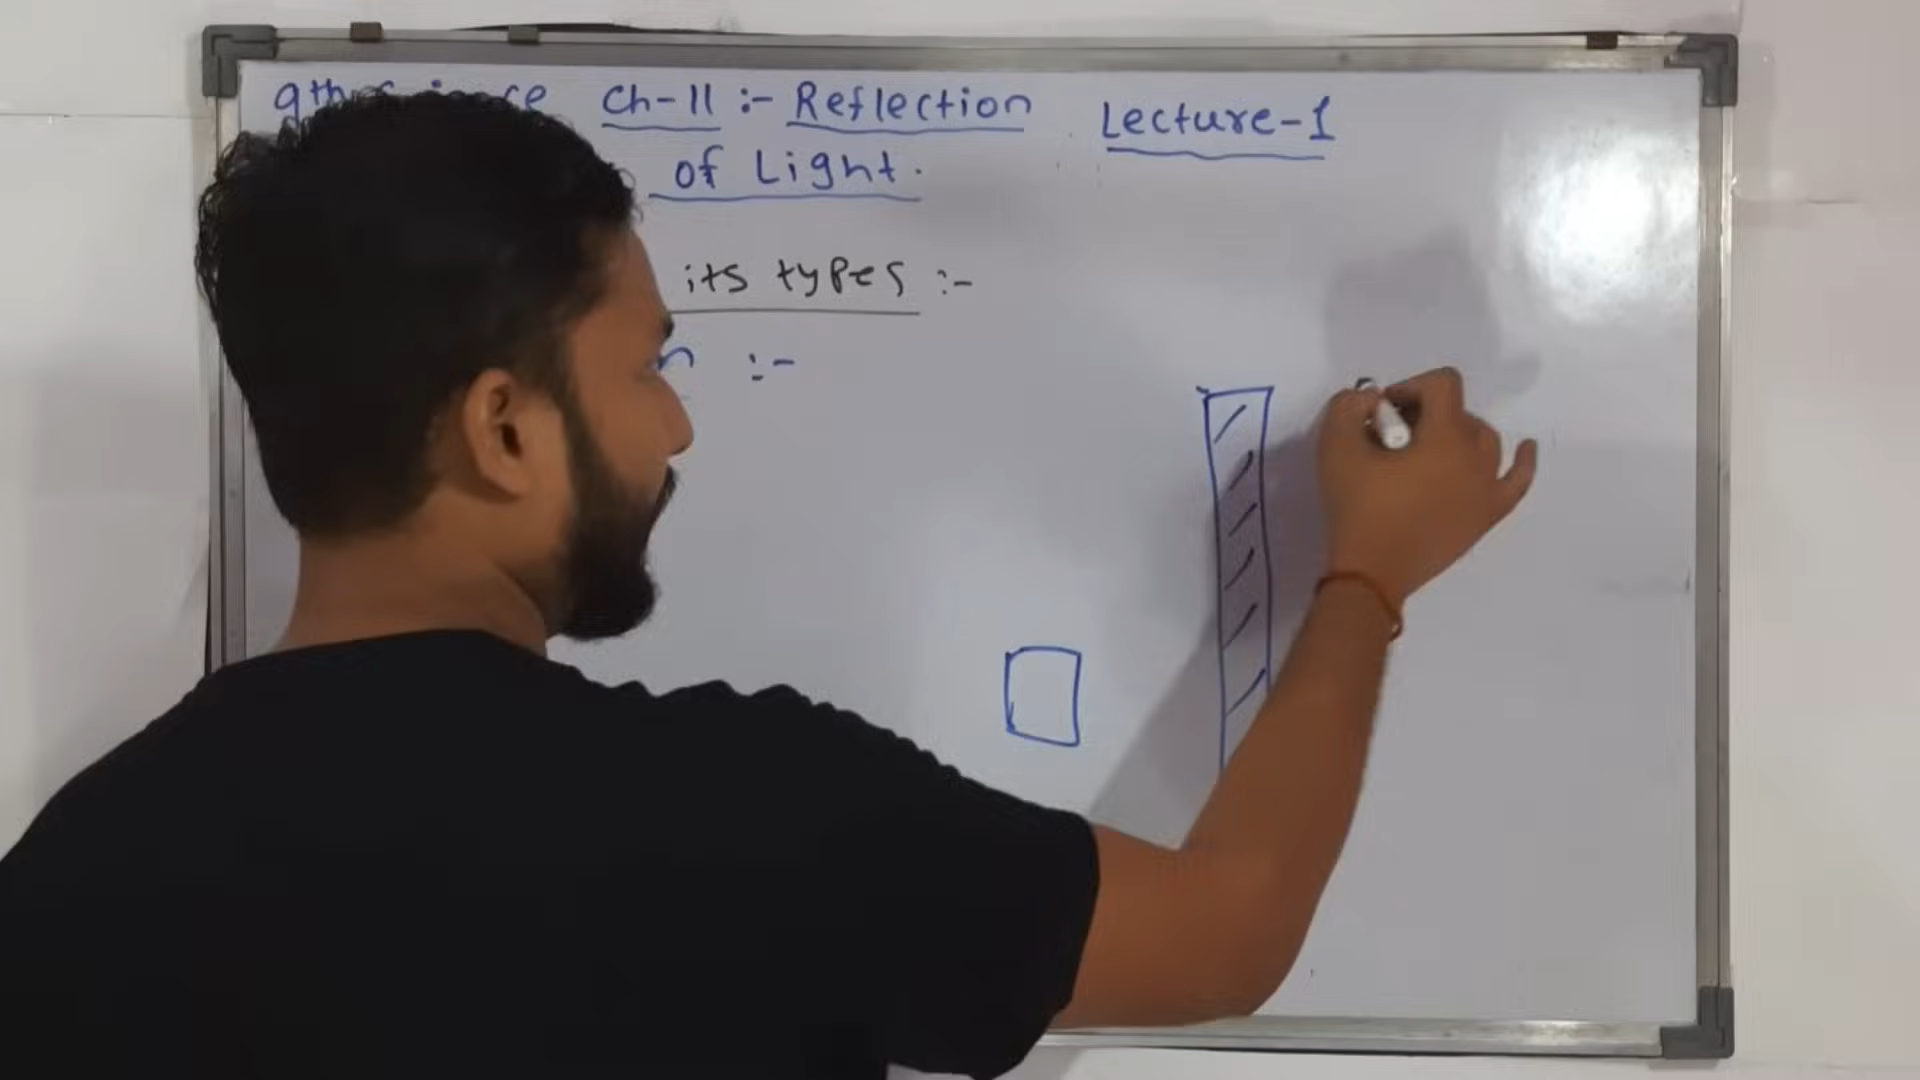 9th Science Ch-11 :- Reflection Lecture-1
of Light.
its types :-
:-